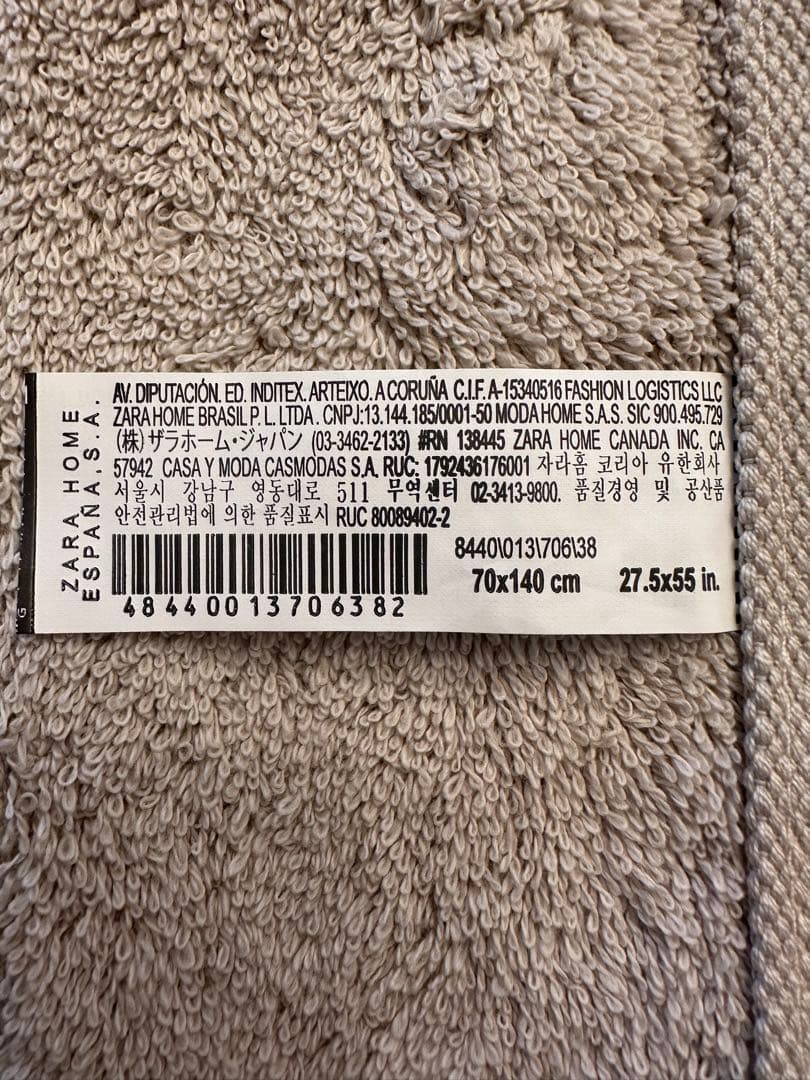 ZARA HOME
ESPAÑA, S.A.
AV. DIPUTACIÓN. ED. INDITEX. ARTEIXO. A CORUÑA C.I.F. A-15340516 FASHION LOGISTICS LLC
ZARA HOME BRASIL P. L. LTDA . CNPJ:13.144.185/0001-50 MODA HOME S.A.S. SIC 900.495.729
(株) ザラホーム・ジャパン (03-3462-2133) #RN 138445 ZARA HOME CANADA INC. CA
57942 CASA Y MODA CASMODAS S.A. RUC: 1792436176001 자라홈 코리아 유한회사
서울시 강남구 영동대로 511 무역센터 02-3413-9800. 품질경영 및 공산품
안전관리법에 의한 품질표시 RUC 80089402-2
8440\013\706\38
70x140 cm 27.5x55 in.
48440013706382
G